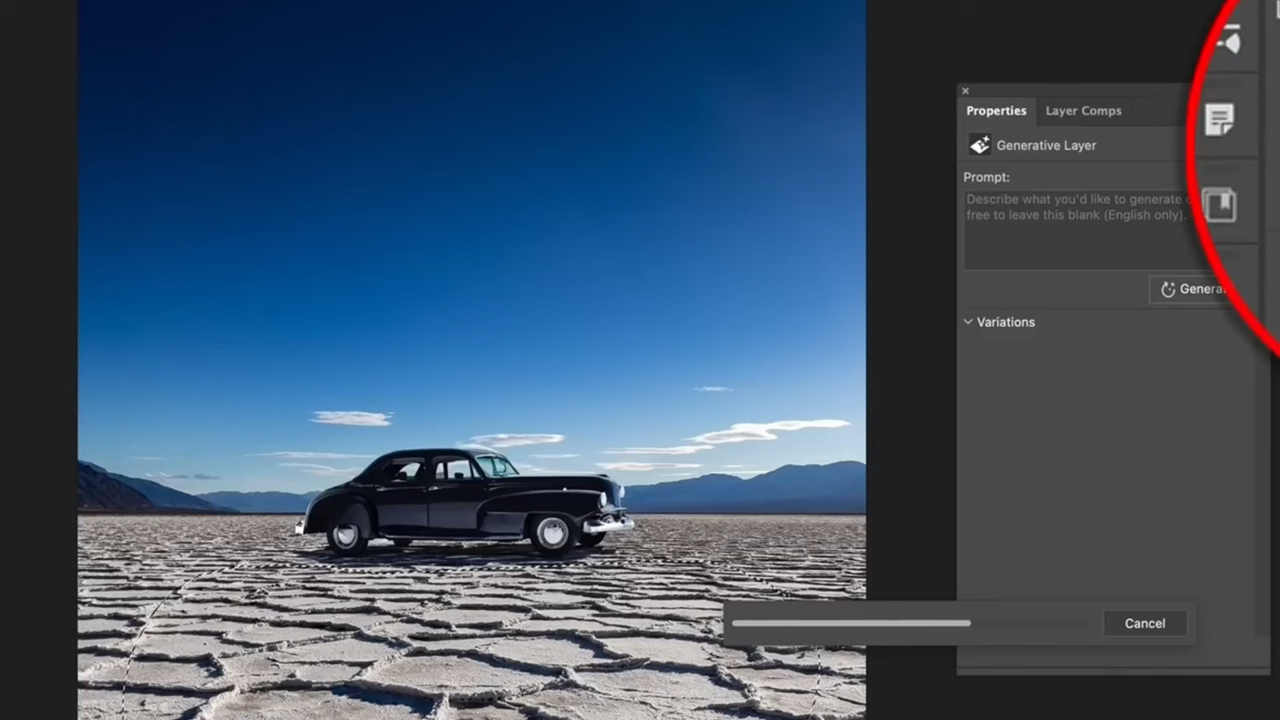 Properties
Layer Comps
Generative Layer
Prompt:
Describe what you'd like to generate
free to leave this blank (English only).
Variations
Cancel